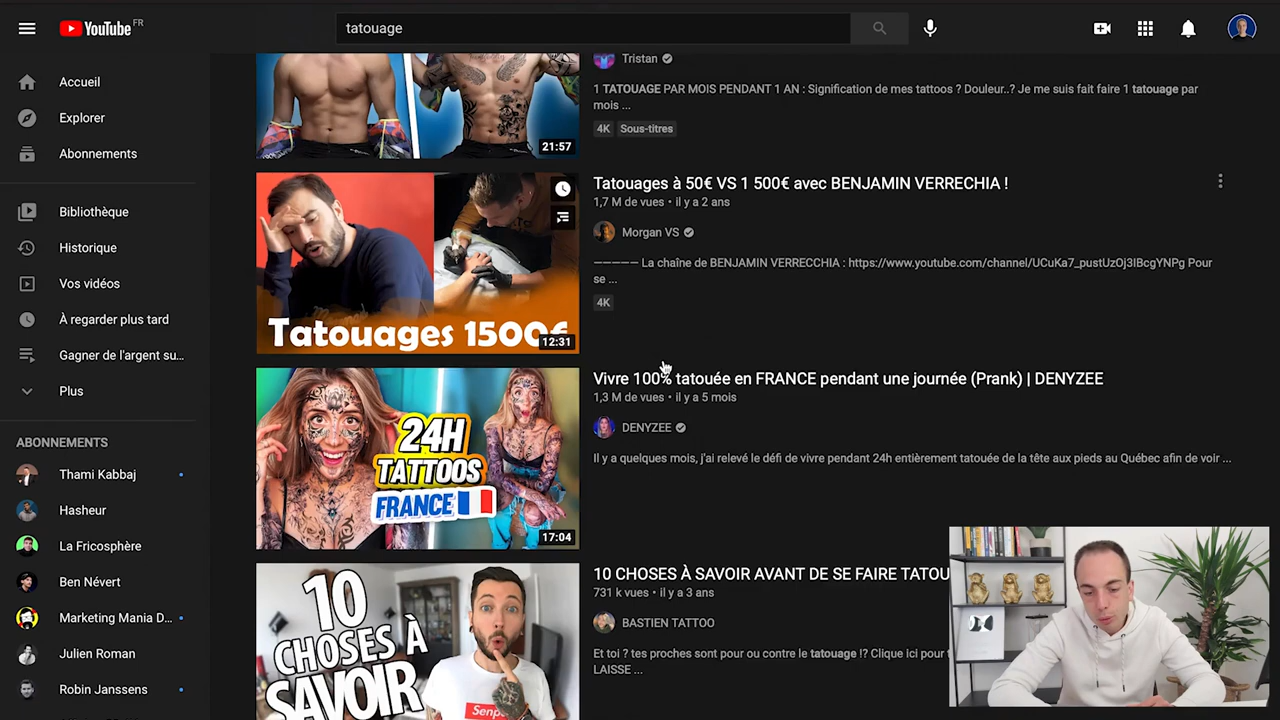 YouTube FR
tatouage
Accueil
Explorer
Abonnements
Bibliothèque
Historique
Vos vidéos
À regarder plus tard
Gagner de l'argent su...
Plus
ABONNEMENTS
Thami Kabbaj
Hasheur
La Fricosphère
Ben Névert
Marketing Mania D...
Julien Roman
Robin Janssens
21:57
Tristan
1 TATOUAGE PAR MOIS PENDANT 1 AN : Signification de mes tattoos ? Douleur..? Je me suis fait faire 1 tatouage par
mois ...
4K Sous-titres
Tatouages 1500€
12:31
Tatouages à 50€ VS 1 500€ avec BENJAMIN VERRECHIA !
1,7 M de vues • il y a 2 ans
Morgan VS
————— La chaîne de BENJAMIN VERRECCHIA : https://www.youtube.com/channel/UCuKa7_pustUzOj3IBcgYNPg Pour
se ...
4K
24H
TATTOOS
FRANCE
17:04
Vivre 100% tatouée en FRANCE pendant une journée (Prank) | DENYZEE
1,3 M de vues • il y a 5 mois
DENYZEE
Il y a quelques mois, j'ai relevé le défi de vivre pendant 24h entièrement tatouée de la tête aux pieds au Québec afin de voir ...
10
CHOSES À
SAVOIR
10 CHOSES À SAVOIR AVANT DE SE FAIRE TATOU
731 k vues • il y a 3 ans
BASTIEN TATTOO
Et toi ? tes proches sont pour ou contre le tatouage !? Clique ici pour
LAISSE ...